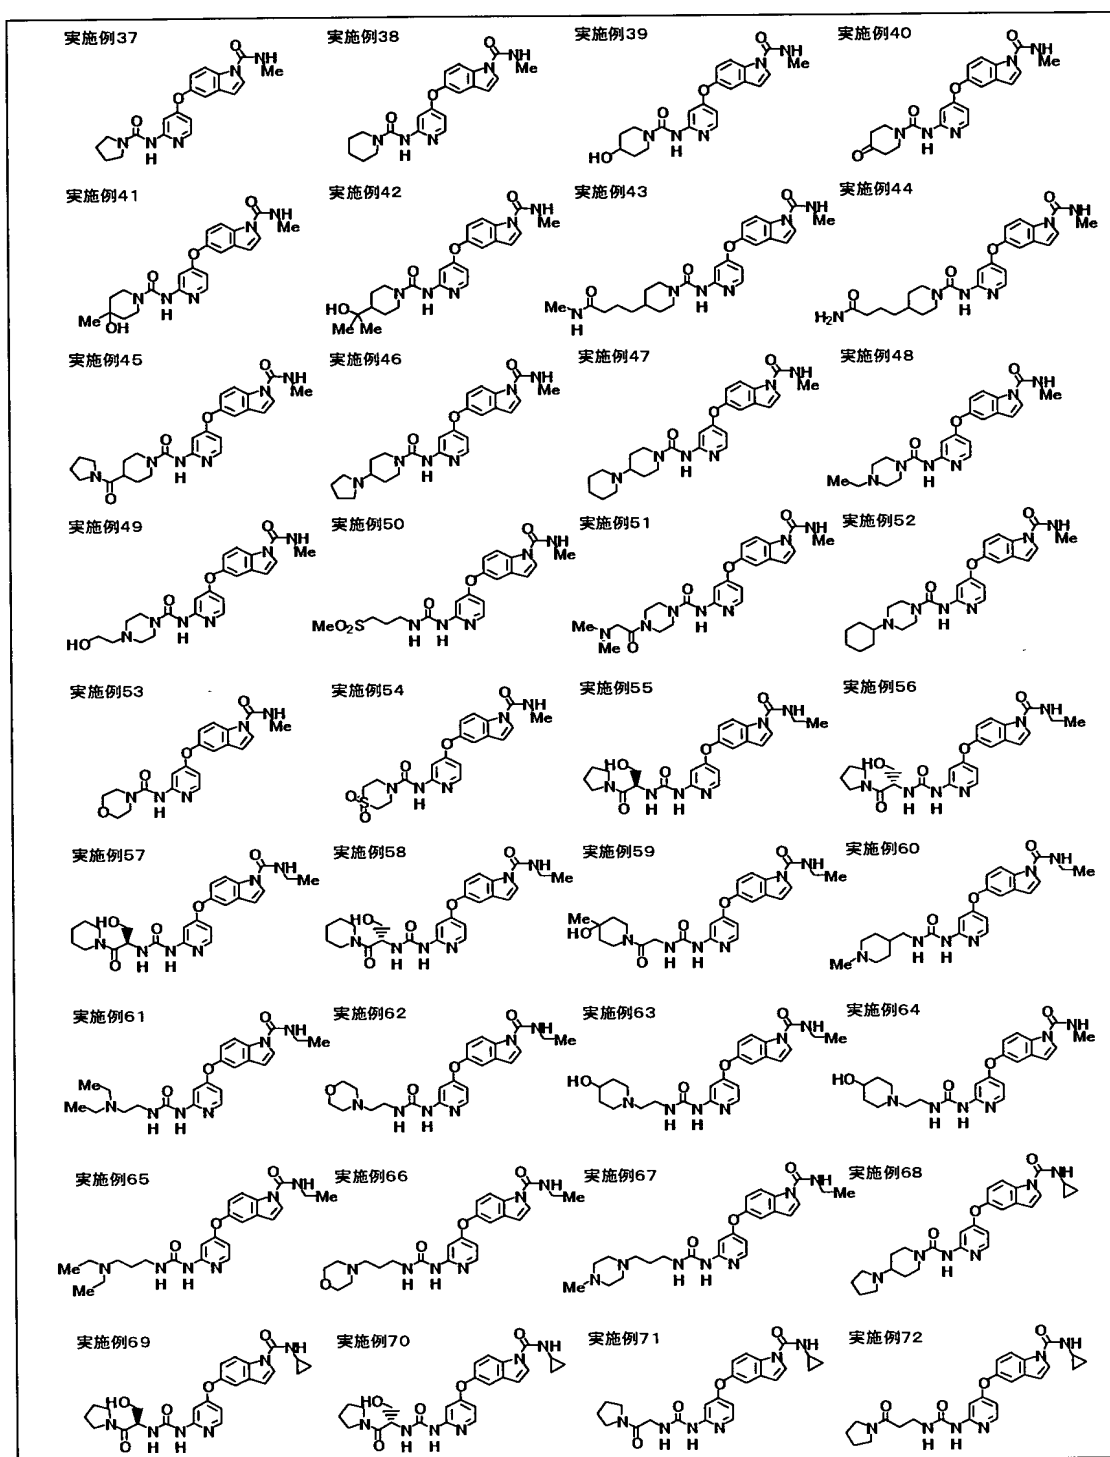 実施例37 実施例38 実施例39 実施例40
実施例41 実施例42 実施例43 実施例44
実施例45 実施例46 実施例47 実施例48
実施例49 実施例50 実施例51 実施例52
実施例53 実施例54 実施例55 実施例56
実施例57 実施例58 実施例59 実施例60
実施例61 実施例62 実施例63 実施例64
実施例65 実施例66 実施例67 実施例68
実施例69 実施例70 実施例71 実施例72